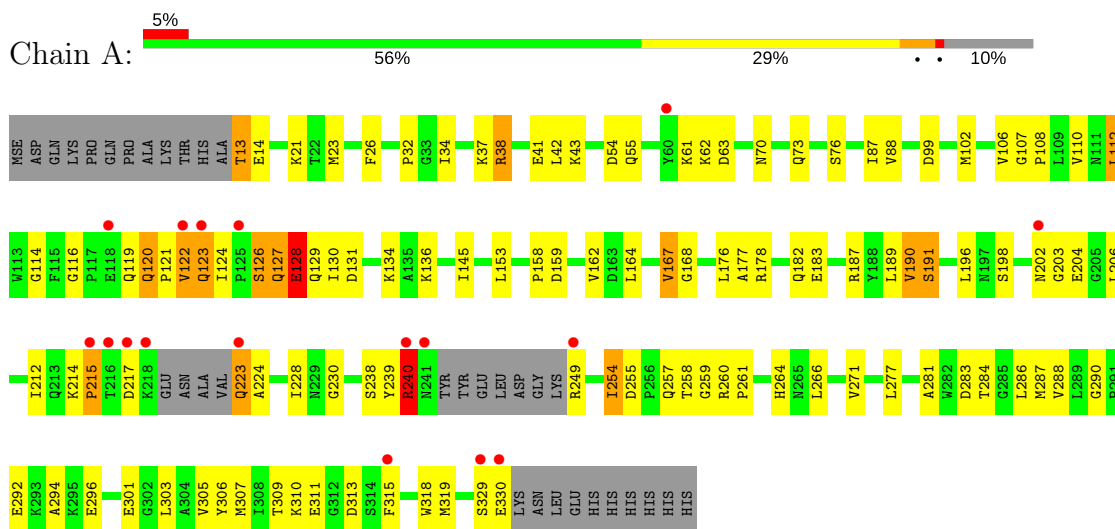 5%
Chain A:
56% 29% • • 10%
MSE ASP GLN LYS PRO GLN PRO ALA LYS THR HIS ALA T13 E14 K21 T22 M23 F26 P32 G33 I34 K37 R38 E41 L42 K43 D54 Q55 Y60 K61 K62 D63 N70 Q73 S76 I87 V88 D99 M102 V106 G107 P108 L109 V110 N111 L112
W113 G114 F115 G116 P117 E118 Q119 Q120 P121 V122 Q123 I124 P125 S126 Q127 E128 Q129 I130 D131 K134 A135 K136 I145 L153 P158 D159 V162 D163 L164 V167 G168 L176 A177 R178 Q182 E183 R187 Y188 L189 V190 S191 L196 N197 S198 N202 G203 E204 G205 L206
I212 Q213 K214 P215 T216 D217 K218 GLU ASN ALA VAL Q223 A224 I228 N229 G230 S238 Y239 R240 N241 TYR TYR GLU LEU ASP GLY LYS R249 I254 D255 P256 Q257 T258 G259 R260 P261 H264 N265 L266 V271 L277 A281 W282 D283 T284 G285 L286 M287 V288 L289 G290 P291
E292 K293 A294 K295 E296 E301 G302 L303 A304 V305 Y306 M307 I308 T309 K310 E311 G312 D313 S314 F315 W318 M319 S329 E330 LYS ASN LEU GLU HIS HIS HIS HIS HIS HIS